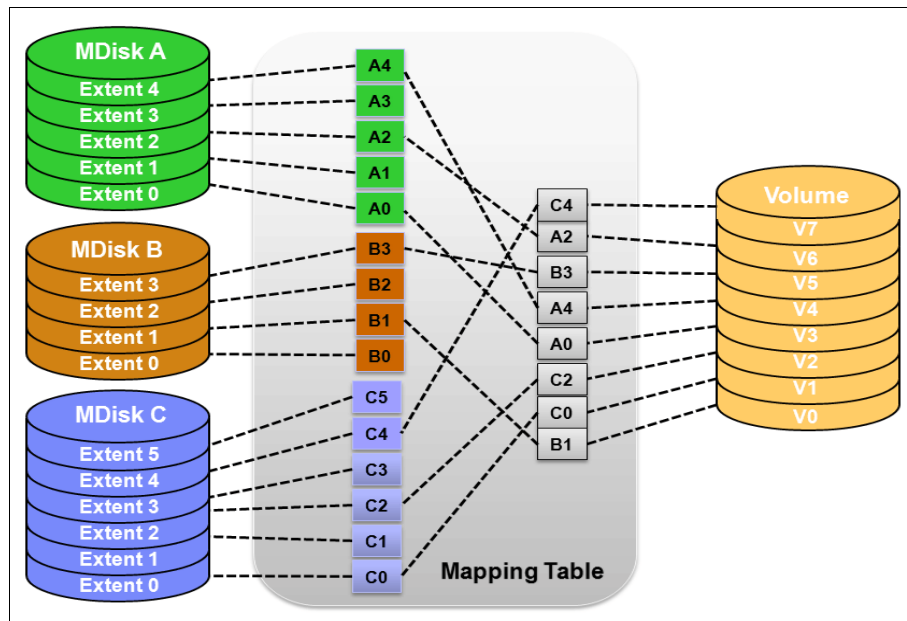 MDisk A
Extent 4
Extent 3
Extent 2
Extent 1
Extent 0
MDisk B
Extent 3
Extent 2
Extent 1
Extent 0
MDisk C
Extent 5
Extent 4
Extent 3
Extent 2
Extent 1
Extent 0
A4
A3
A2
A1
A0
B3
B2
B1
B0
C5
C4
C3
C2
C1
C0
C4
A2
B3
A4
A0
C2
C0
B1
Mapping Table
Volume
V7
V6
V5
V4
V3
V2
V1
V0